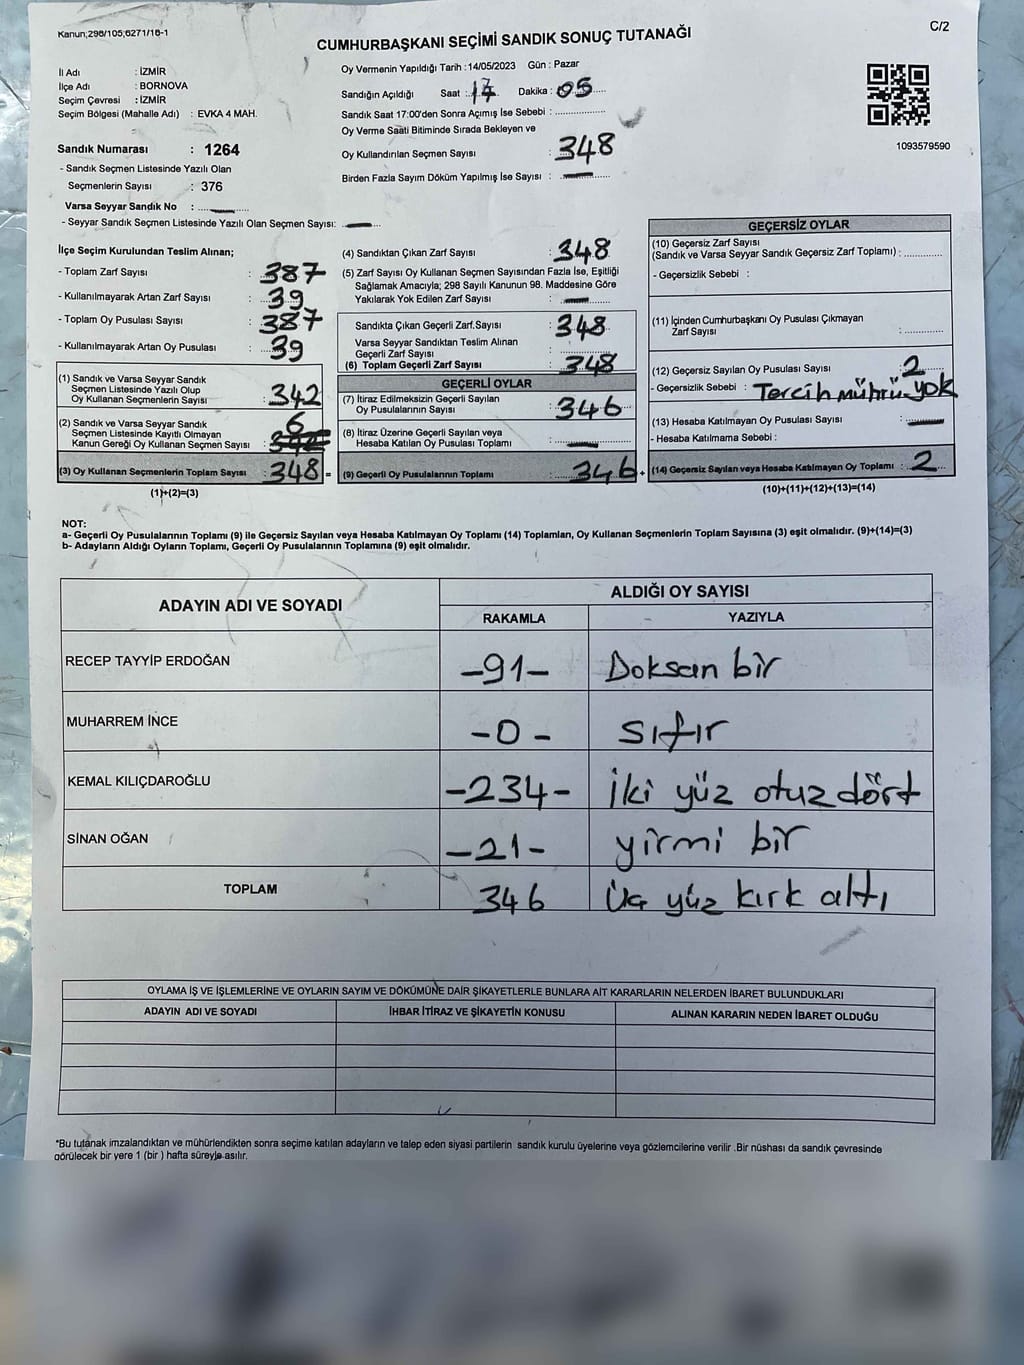 Kanun;298/105;6271/16-1
C/2
CUMHURBAŞKANI SEÇİMİ SANDIK SONUÇ TUTANAĞI
İl Adı : İZMİR
İlçe Adı : BORNOVA
Seçim Çevresi : İZMİR
Seçim Bölgesi (Mahalle Adı) : EVKA 4 MAH.
Sandık Numarası : 1264
- Sandık Seçmen Listesinde Yazılı Olan
Seçmenlerin Sayısı : 376
Varsa Seyyar Sandık No :
- Seyyar Sandık Seçmen Listesinde Yazılı Olan Seçmen Sayısı: —
Oy Vermenin Yapıldığı Tarih :14/05/2023 Gün : Pazar
Sandığın Açıldığı Saat : 17 Dakika : 05
Sandık Saat 17:00'den Sonra Açımış İse Sebebi :
Oy Verme Saati Bitiminde Sırada Bekleyen ve
Oy Kullandırılan Seçmen Sayısı : 348
Birden Fazla Sayım Döküm Yapılmış İse Sayısı : —
1093579590
İlçe Seçim Kurulundan Teslim Alınan;
- Toplam Zarf Sayısı : 387
- Kullanılmayarak Artan Zarf Sayısı : 39
- Toplam Oy Pusulası Sayısı : 387
- Kullanılmayarak Artan Oy Pusulası : 39
(1) Sandık ve Varsa Seyyar Sandık
Seçmen Listesinde Yazılı Olup
Oy Kullanan Seçmenlerin Sayısı : 342
(2) Sandık ve Varsa Seyyar Sandık
Seçmen Listesinde Kayıtlı Olmayan
Kanun Gereği Oy Kullanan Seçmen Sayısı : 6
(3) Oy Kullanan Seçmenlerin Toplam Sayısı : 348 =
(1)+(2)=(3)
(4) Sandıktan Çıkan Zarf Sayısı : 348
(5) Zarf Sayısı Oy Kullanan Seçmen Sayısından Fazla İse, Eşitliği
Sağlamak Amacıyla; 298 Sayılı Kanunun 98. Maddesine Göre
Yakılarak Yok Edilen Zarf Sayısı : —
Sandıkta Çıkan Geçerli Zarf.Sayısı : 348
Varsa Seyyar Sandıktan Teslim Alınan
Geçerli Zarf Sayısı :
(6) Toplam Geçerli Zarf Sayısı : 348
GEÇERLİ OYLAR
(7) İtiraz Edilmeksizin Geçerli Sayılan
Oy Pusulalarının Sayısı : 346
(8) İtiraz Üzerine Geçerli Sayılan veya
Hesaba Katılan Oy Pusulası Toplamı : —
(9) Geçerli Oy Pusulalarının Toplamı : 346 +
GEÇERSİZ OYLAR
(10) Geçersiz Zarf Sayısı
(Sandık ve Varsa Seyyar Sandık Geçersiz Zarf Toplamı) :
- Geçersizlik Sebebi :
(11) İçinden Cumhurbaşkanı Oy Pusulası Çıkmayan
Zarf Sayısı :
(12) Geçersiz Sayılan Oy Pusulası Sayısı : 2
- Geçersizlik Sebebi : Tercih mührü yok
(13) Hesaba Katılmayan Oy Pusulası Sayısı : —
- Hesaba Katılmama Sebebi :
(14) Geçersiz Sayılan veya Hesaba Katılmayan Oy Toplamı : 2
(10)+(11)+(12)+(13)=(14)
NOT:
a- Geçerli Oy Pusulalarının Toplamı (9) ile Geçersiz Sayılan veya Hesaba Katılmayan Oy Toplamı (14) Toplamları, Oy Kullanan Seçmenlerin Toplam Sayısına (3) eşit olmalıdır. (9)+(14)=(3)
b- Adayların Aldığı Oyların Toplamı, Geçerli Oy Pusulalarının Toplamına (9) eşit olmalıdır.
ADAYIN ADI VE SOYADI
ALDIĞI OY SAYISI
RAKAMLA YAZIYLA
RECEP TAYYİP ERDOĞAN -91- Doksan bir
MUHARREM İNCE -0- sıfır
KEMAL KILIÇDAROĞLU -234- iki yüz otuz dört
SİNAN OĞAN -21- yirmi bir
TOPLAM 346 üç yüz kırk altı
OYLAMA İŞ VE İŞLEMLERİNE VE OYLARIN SAYIM VE DÖKÜMÜNE DAİR ŞİKAYETLERLE BUNLARA AİT KARARLARIN NELERDEN İBARET BULUNDUKLARI
ADAYIN ADI VE SOYADI İHBAR İTİRAZ VE ŞİKAYETİN KONUSU ALINAN KARARIN NEDEN İBARET OLDUĞU
*Bu tutanak imzalandıktan ve mühürlendikten sonra seçime katılan adayların ve talep eden siyasi partilerin sandık kurulu üyelerine veya gözlemcilerine verilir .Bir nüshası da sandık çevresinde
görülecek bir yere 1 (bir ) hafta süreyle asılır.